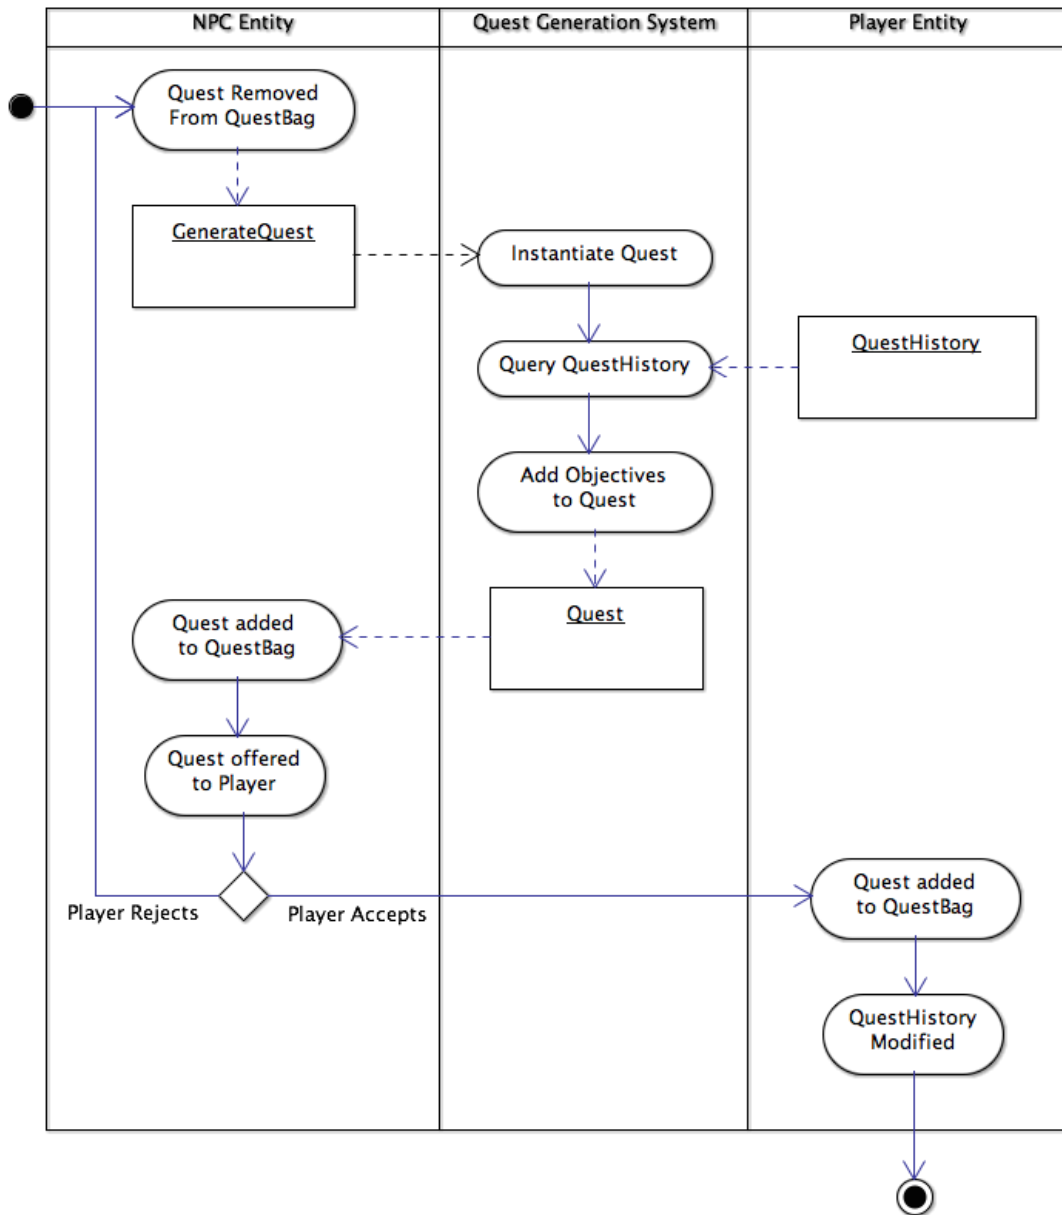 NPC Entity
Quest Generation System
Player Entity
Quest Removed
From QuestBag
GenerateQuest
Instantiate Quest
Query QuestHistory
QuestHistory
Add Objectives
to Quest
Quest
Quest added
to QuestBag
Quest offered
to Player
Player Rejects
Player Accepts
Quest added
to QuestBag
QuestHistory
Modified